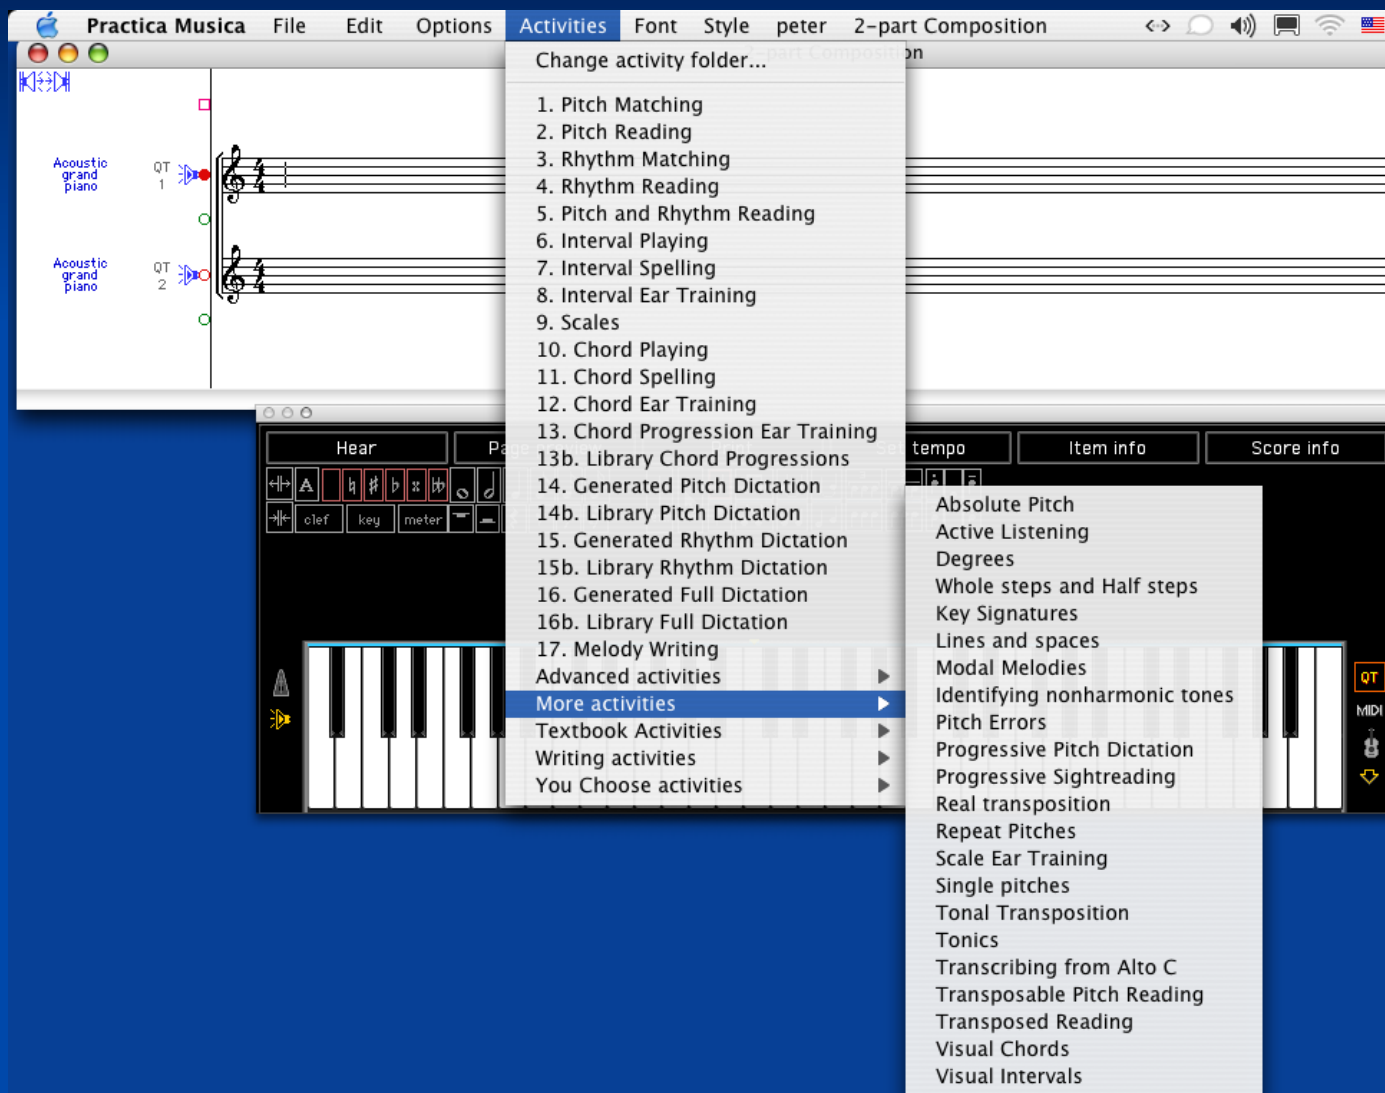 Practica Musica File Edit Options Activities Font Style peter 2-part Composition
Change activity folder...
1. Pitch Matching
2. Pitch Reading
3. Rhythm Matching
4. Rhythm Reading
5. Pitch and Rhythm Reading
6. Interval Playing
7. Interval Spelling
8. Interval Ear Training
9. Scales
10. Chord Playing
11. Chord Spelling
12. Chord Ear Training
13. Chord Progression Ear Training
13b. Library Chord Progressions
14. Generated Pitch Dictation
14b. Library Pitch Dictation
15. Generated Rhythm Dictation
15b. Library Rhythm Dictation
16. Generated Full Dictation
16b. Library Full Dictation
17. Melody Writing
Advanced activities
More activities
Textbook Activities
Writing activities
You Choose activities
Absolute Pitch
Active Listening
Degrees
Whole steps and Half steps
Key Signatures
Lines and spaces
Modal Melodies
Identifying nonharmonic tones
Pitch Errors
Progressive Pitch Dictation
Progressive Sightreading
Real transposition
Repeat Pitches
Scale Ear Training
Single pitches
Tonal Transposition
Tonics
Transcribing from Alto C
Transposable Pitch Reading
Transposed Reading
Visual Chords
Visual Intervals
2-part Composition
Acoustic
grand
piano
QT
1
4
4
Acoustic
grand
piano
QT
2
4
4
Hear
Set tempo
Item info
Score info
A
clef
key
meter
QT
MIDI